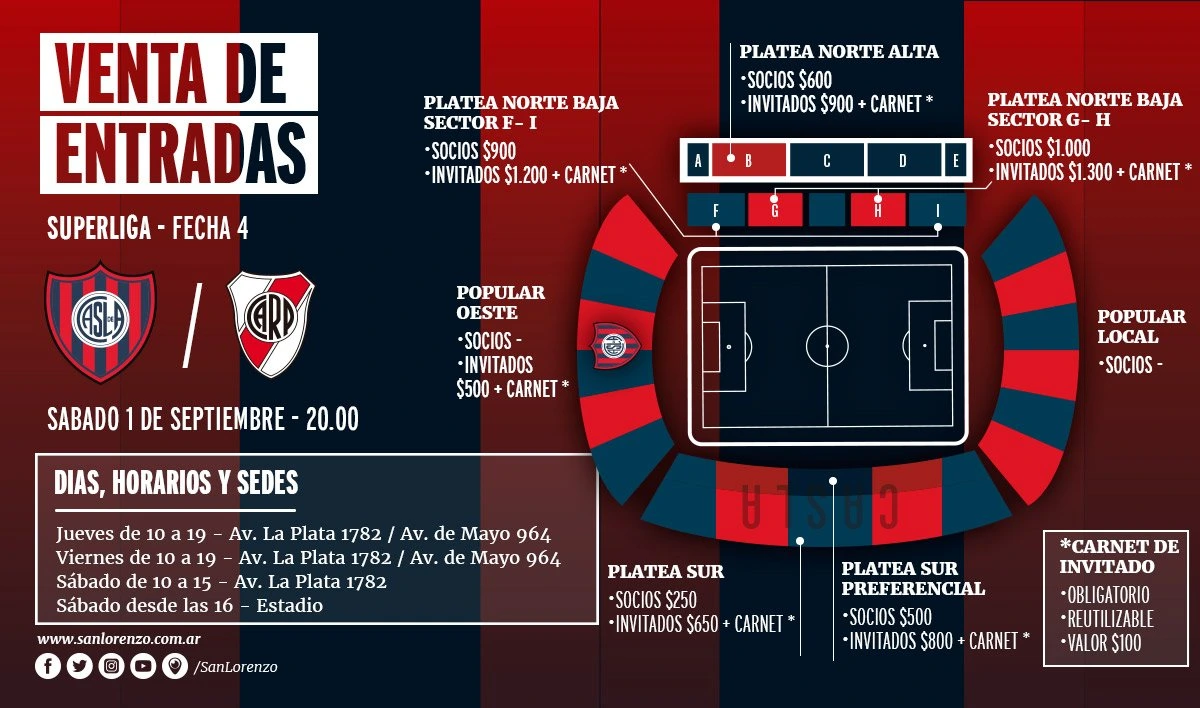 VENTA DE
ENTRADAS
SUPERLIGA - FECHA 4
CASLA
CARP
SABADO 1 DE SEPTIEMBRE - 20.00
DIAS, HORARIOS Y SEDES
Jueves de 10 a 19 - Av. La Plata 1782 / Av. de Mayo 964
Viernes de 10 a 19 - Av. La Plata 1782 / Av. de Mayo 964
Sábado de 10 a 15 - Av. La Plata 1782
Sábado desde las 16 - Estadio
www.sanlorenzo.com.ar
/SanLorenzo
PLATEA NORTE BAJA
SECTOR F- I
•SOCIOS $900
•INVITADOS $1.200 + CARNET *
PLATEA NORTE ALTA
•SOCIOS $600
•INVITADOS $900 + CARNET *
PLATEA NORTE BAJA
SECTOR G- H
•SOCIOS $1.000
•INVITADOS $1.300 + CARNET *
A B C D E
F G H I
POPULAR
OESTE
•SOCIOS -
•INVITADOS
$500 + CARNET *
POPULAR
LOCAL
•SOCIOS -
CASLA
PLATEA SUR
•SOCIOS $250
•INVITADOS $650 + CARNET *
PLATEA SUR
PREFERENCIAL
•SOCIOS $500
•INVITADOS $800 + CARNET *
*CARNET DE
INVITADO
•OBLIGATORIO
•REUTILIZABLE
•VALOR $100